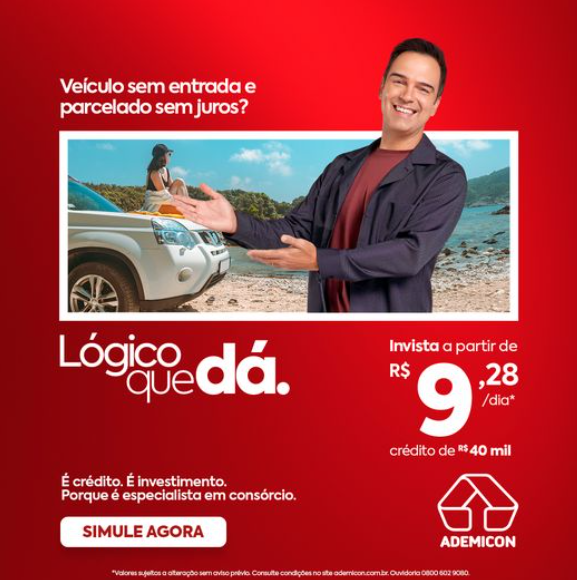 Veículo sem entrada e
parcelado sem juros?
Lógico
que dá.
Invista a partir de
R$ 9,28
/dia*
crédito de R$ 40 mil
É crédito. É investimento.
Porque é especialista em consórcio.
SIMULE AGORA
ADEMICON
*Valores sujeitos a alteração sem aviso prévio. Consulte condições no site ademicon.com.br. Ouvidoria 0800 602 9080.